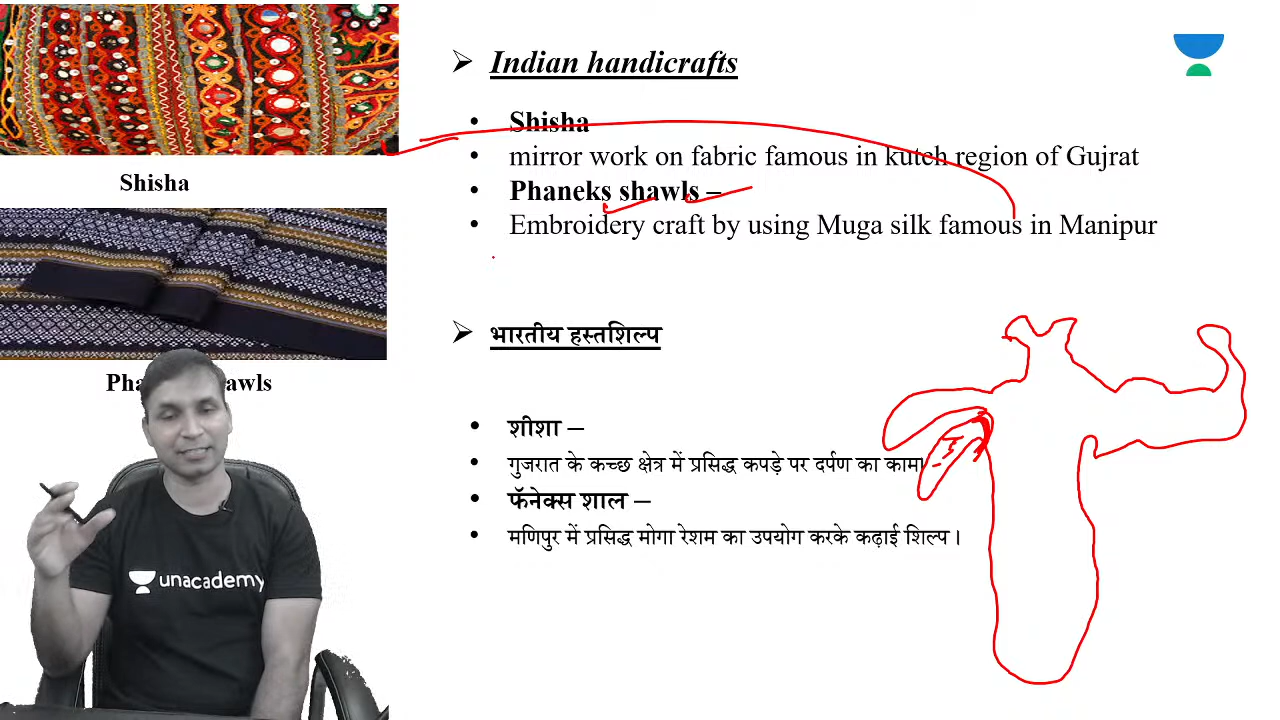 Indian handicrafts
Shisha
mirror work on fabric famous in kutch region of Gujrat
Phaneks shawls –
Embroidery craft by using Muga silk famous in Manipur
Shisha
भारतीय हस्तशिल्प
शीशा –
गुजरात के कच्छ क्षेत्र में प्रसिद्ध कपड़े पर दर्पण का काम।
फॅनेक्स शाल –
मणिपुर में प्रसिद्ध मोगा रेशम का उपयोग करके कढ़ाई शिल्प।
unacademy